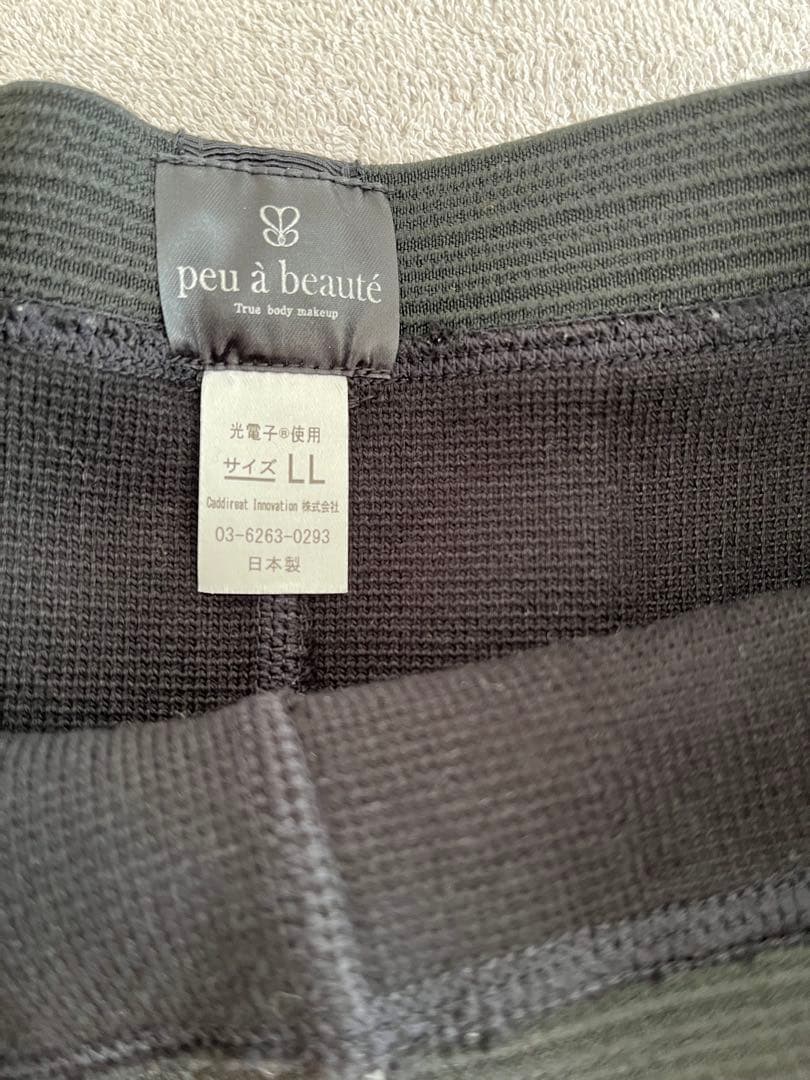 peu à beauté
True body makeup
光電子®使用
サイズ LL
Caddireat Innovation 株式会社
03-6263-0293
日本製